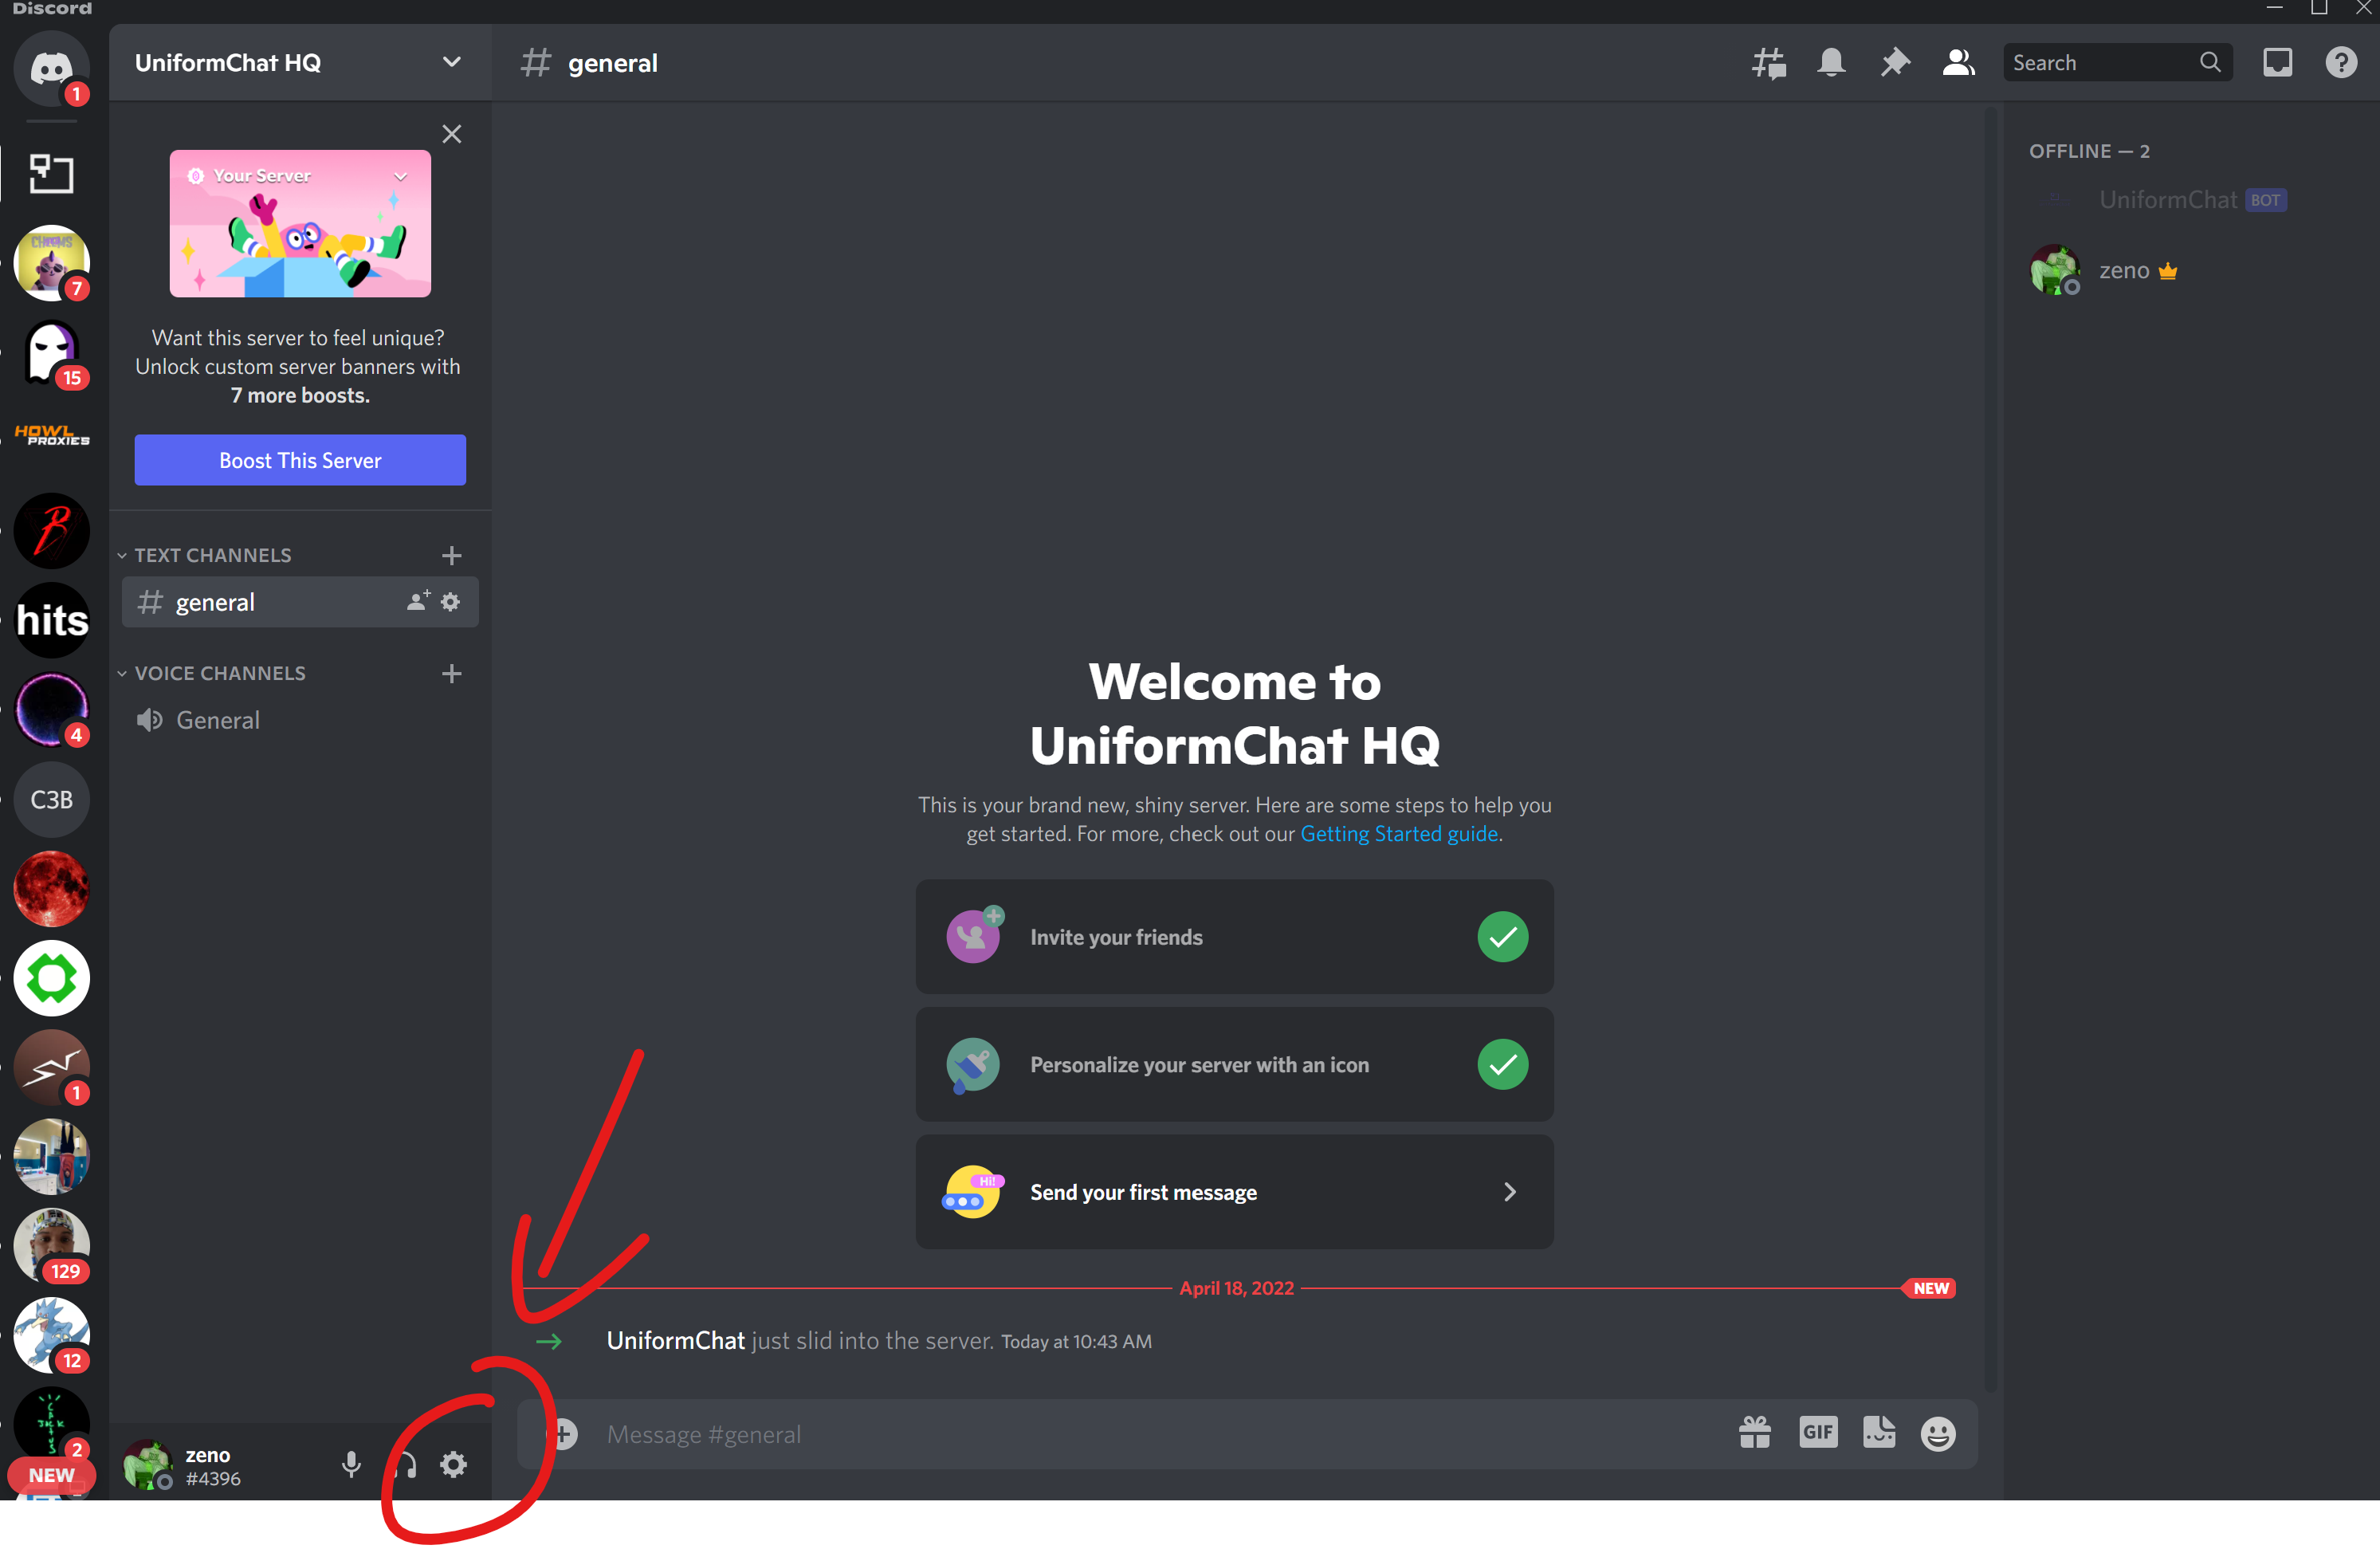 Discord
1
UniformChat HQ
general
Search
Your Server
CHRONS
7
Want this server to feel unique?
Unlock custom server banners with
7 more boosts.
15
HOWL
PROXIES
Boost This Server
TEXT CHANNELS
general
hits
VOICE CHANNELS
General
4
C3B
1
129
12
2
NEW
zeno
#4396
Welcome to
UniformChat HQ
This is your brand new, shiny server. Here are some steps to help you
get started. For more, check out our Getting Started guide.
Invite your friends
Personalize your server with an icon
Hi!
Send your first message
April 18, 2022
NEW
UniformChat just slid into the server. Today at 10:43 AM
Message #general
GIF
OFFLINE — 2
UniformChat BOT
zeno